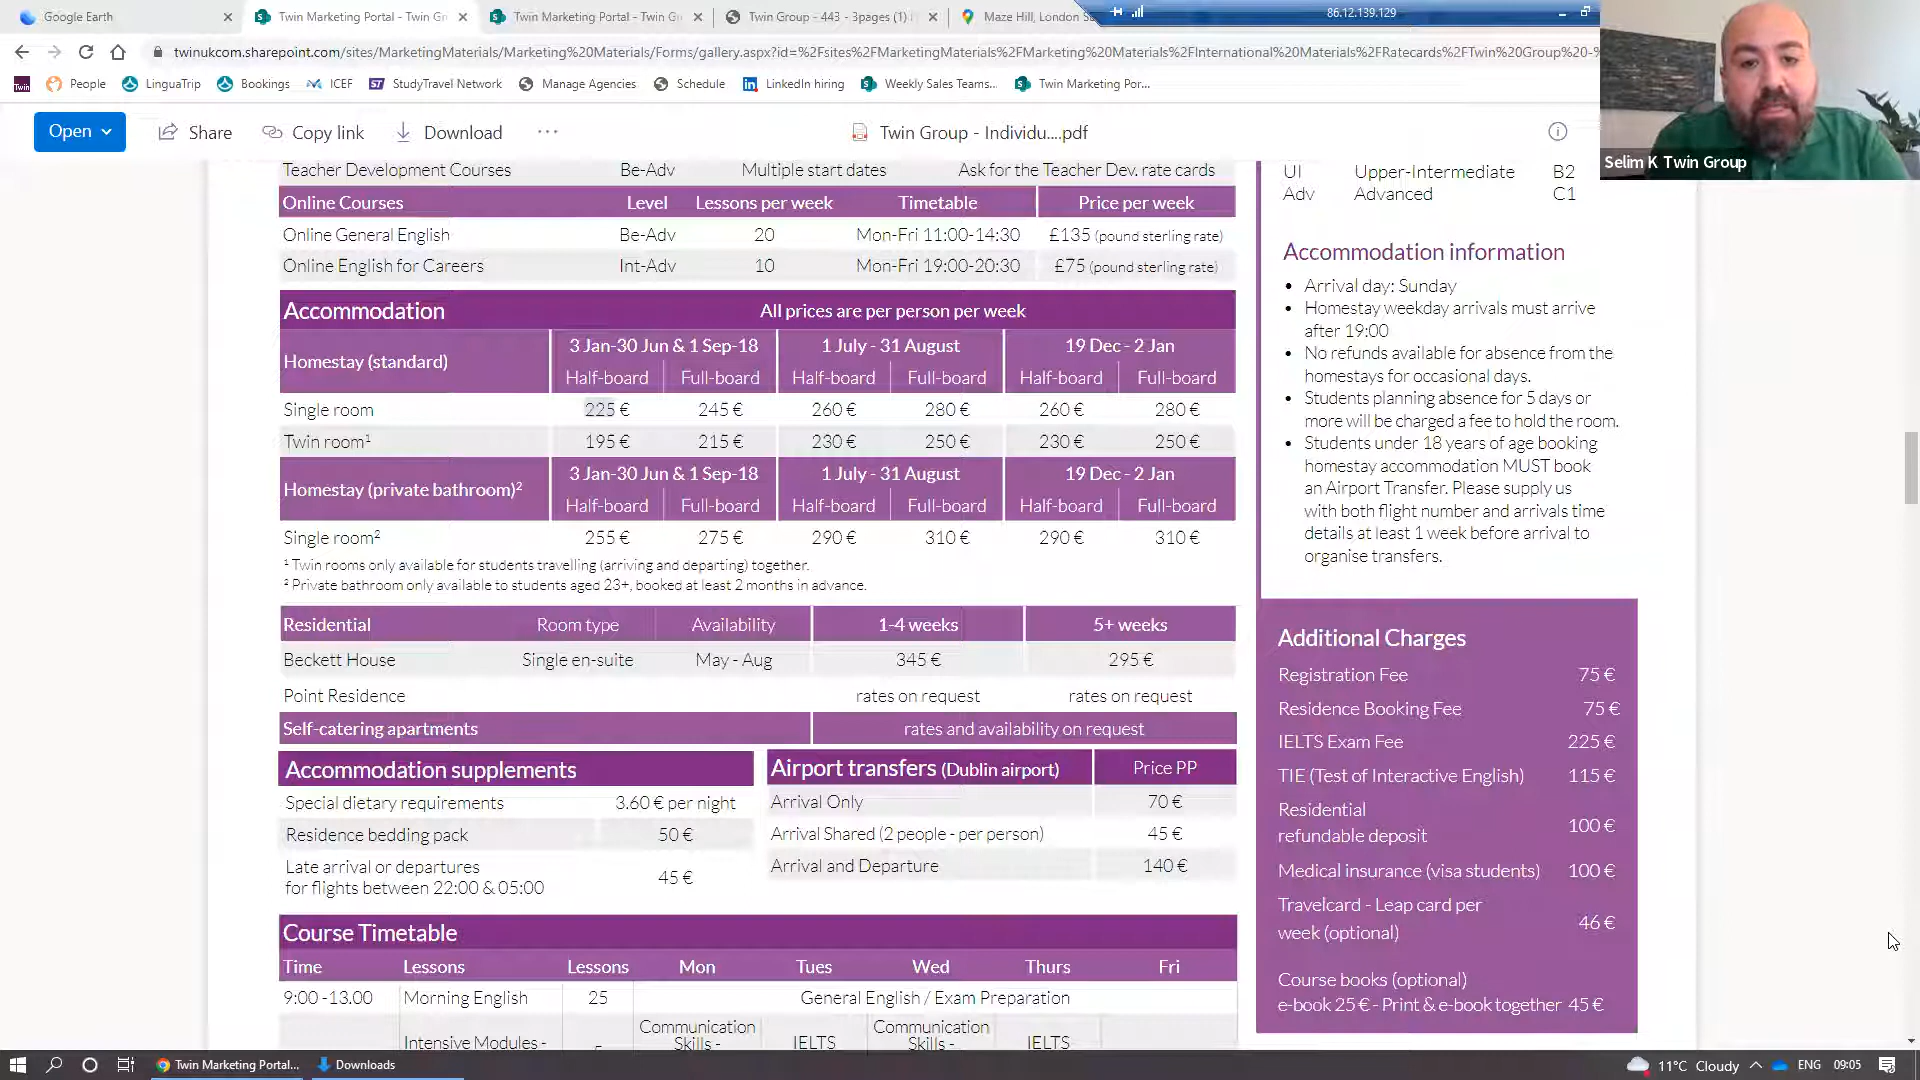 Google Earth
Twin Marketing Portal - Twin Gr
Twin Marketing Portal - Twin G
Twin Group - 443 - 3pages (1)
Maze Hill, London S
86.12.139.129
twinukcom.sharepoint.com/sites/MarketingMaterials/Marketing%20Materials/Forms/gallery.aspx?id=%2Fsites%2FMarketingMaterials%2FMarketing%20Materials%2FInternational%20Materials%2FRatecards%2FTwin%20Group%20-%
Twin
People
LinguaTrip
Bookings
ICEF
ST
StudyTravel Network
Manage Agencies
Schedule
LinkedIn hiring
Weekly Sales Teams...
Twin Marketing Por...
Open
Share
Copy link
Download
Twin Group - Individu....pdf
Selim K Twin Group
Teacher Development Courses Be-Adv Multiple start dates Ask for the Teacher Dev. rate cards
Online Courses Level Lessons per week Timetable Price per week
Online General English Be-Adv 20 Mon-Fri 11:00-14:30 £135 (pound sterling rate)
Online English for Careers Int-Adv 10 Mon-Fri 19:00-20:30 £75 (pound sterling rate)
Accommodation All prices are per person per week
Homestay (standard) 3 Jan-30 Jun & 1 Sep-18 1 July - 31 August 19 Dec - 2 Jan
Half-board Full-board Half-board Full-board Half-board Full-board
Single room 225 € 245 € 260 € 280 € 260 € 280 €
Twin room¹ 195 € 215 € 230 € 250 € 230 € 250 €
Homestay (private bathroom)² 3 Jan-30 Jun & 1 Sep-18 1 July - 31 August 19 Dec - 2 Jan
Half-board Full-board Half-board Full-board Half-board Full-board
Single room² 255 € 275 € 290 € 310 € 290 € 310 €
¹ Twin rooms only available for students travelling (arriving and departing) together.
² Private bathroom only available to students aged 23+, booked at least 2 months in advance.
Residential Room type Availability 1-4 weeks 5+ weeks
Beckett House Single en-suite May - Aug 345 € 295 €
Point Residence rates on request rates on request
Self-catering apartments rates and availability on request
Accommodation supplements
Special dietary requirements 3.60 € per night
Residence bedding pack 50 €
Late arrival or departures
for flights between 22:00 & 05:00 45 €
Airport transfers (Dublin airport) Price PP
Arrival Only 70 €
Arrival Shared (2 people - per person) 45 €
Arrival and Departure 140 €
Course Timetable
Time Lessons Lessons Mon Tues Wed Thurs Fri
9:00 -13.00 Morning English 25 General English / Exam Preparation
Communication Communication
Intensive Modules - Skills - IELTS Skills - IELTS
UI Upper-Intermediate B2
Adv Advanced C1
Accommodation information
• Arrival day: Sunday
• Homestay weekday arrivals must arrive
after 19:00
• No refunds available for absence from the
homestays for occasional days.
• Students planning absence for 5 days or
more will be charged a fee to hold the room.
• Students under 18 years of age booking
homestay accommodation MUST book
an Airport Transfer. Please supply us
with both flight number and arrivals time
details at least 1 week before arrival to
organise transfers.
Additional Charges
Registration Fee 75 €
Residence Booking Fee 75 €
IELTS Exam Fee 225 €
TIE (Test of Interactive English) 115 €
Residential
refundable deposit 100 €
Medical insurance (visa students) 100 €
Travelcard - Leap card per
week (optional) 46 €
Course books (optional)
e-book 25 € - Print & e-book together 45 €
Twin Marketing Portal...
Downloads
11°C Cloudy
ENG
09:05